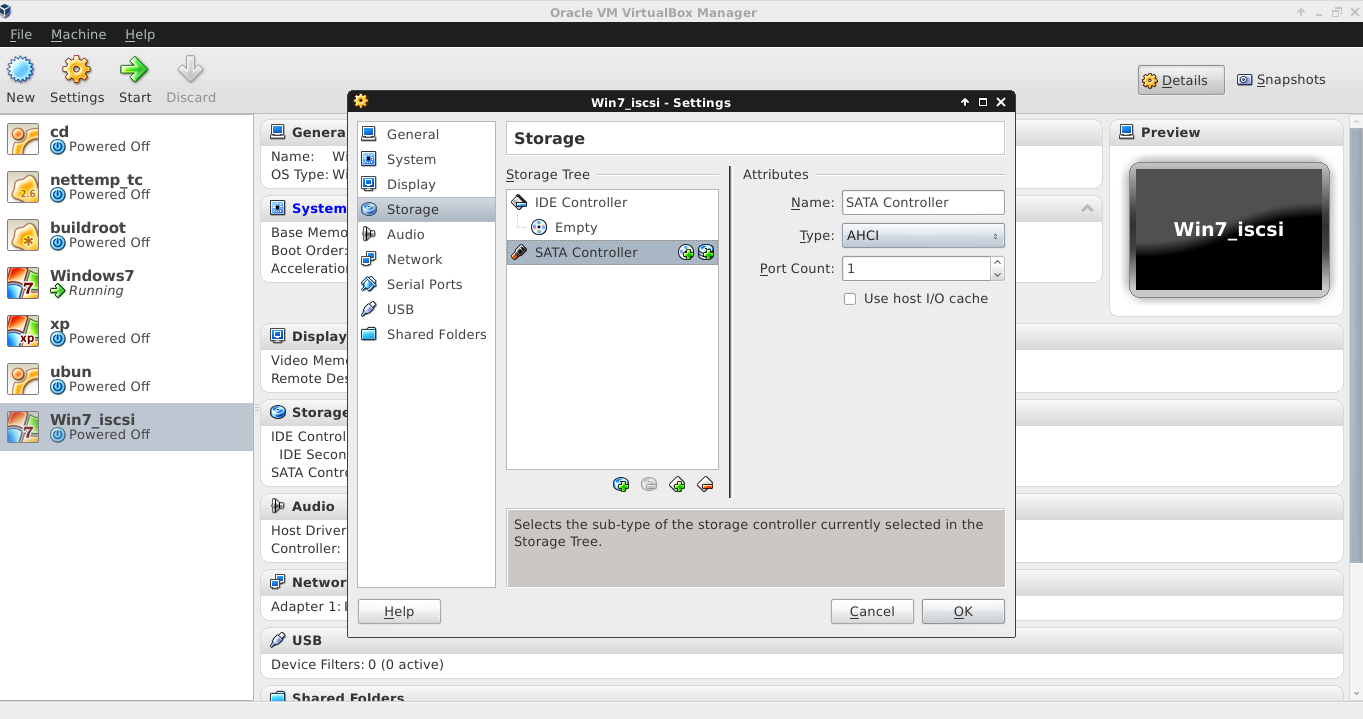 Oracle VM VirtualBox Manager
File Machine Help
New Settings Start Discard
Details Snapshots
cd
Powered Off
nettemp_tc
Powered Off
buildroot
Powered Off
Windows7
Running
xp
Powered Off
ubun
Powered Off
Win7_iscsi
Powered Off
Genera
Name: Wi
OS Type: Wi
System
Base Memo
Boot Order:
Acceleratio
Display
Video Mem
Remote Des
Storage
IDE Control
IDE Secon
SATA Contr
Audio
Host Driver
Controller:
Networ
Adapter 1:
USB
Device Filters: 0 (0 active)
Shared Folders
Preview
Win7_iscsi
Win7_iscsi - Settings
General
System
Display
Storage
Audio
Network
Serial Ports
USB
Shared Folders
Storage
Storage Tree
IDE Controller
Empty
SATA Controller
Attributes
Name: SATA Controller
Type: AHCI
Port Count: 1
Use host I/O cache
Selects the sub-type of the storage controller currently selected in the
Storage Tree.
Help Cancel OK